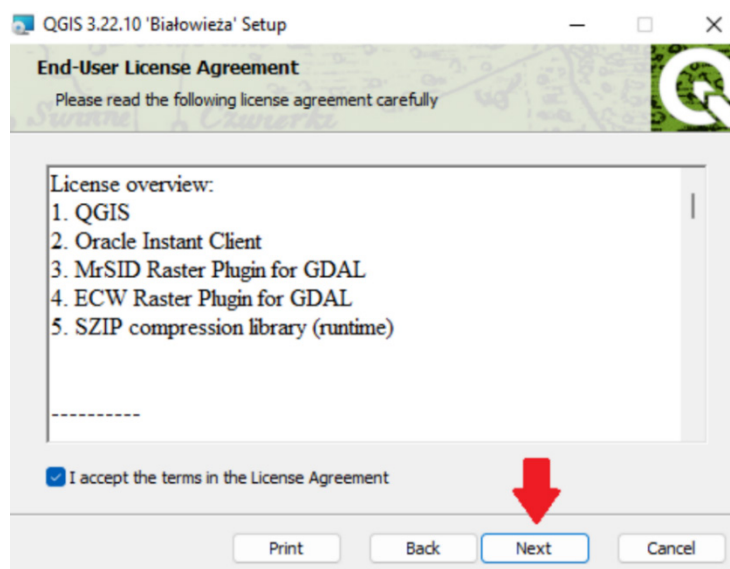 QGIS 3.22.10 'Białowieża' Setup
End-User License Agreement
Please read the following license agreement carefully
License overview:
1. QGIS
2. Oracle Instant Client
3. MrSID Raster Plugin for GDAL
4. ECW Raster Plugin for GDAL
5. SZIP compression library (runtime)
----------
I accept the terms in the License Agreement
Print Back Next Cancel